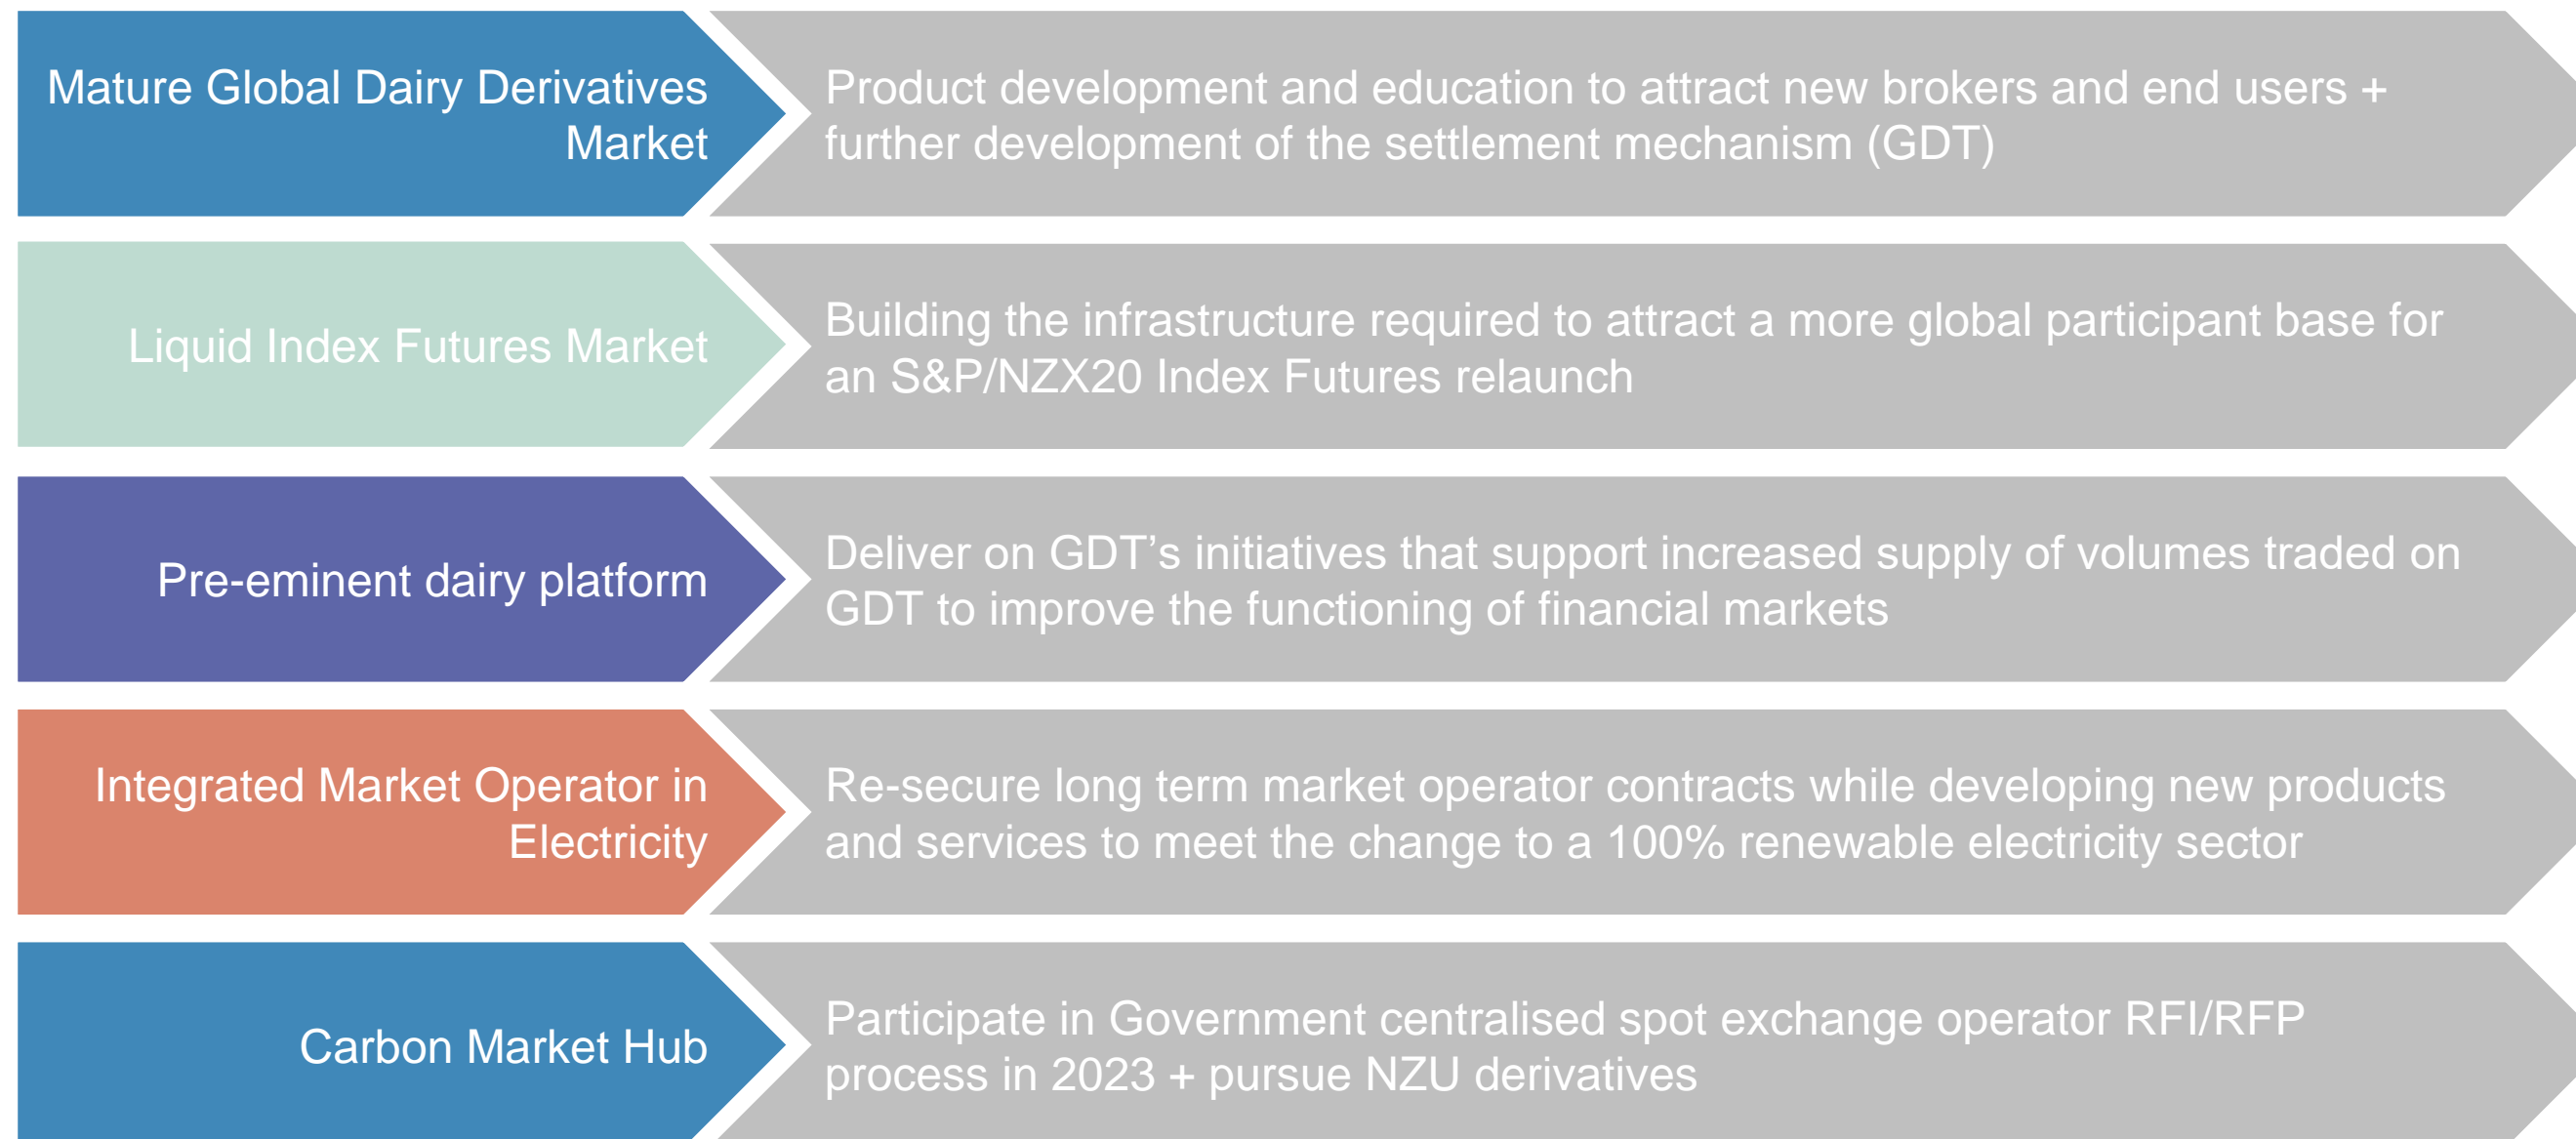 Mature Global Dairy Derivatives
Market
Product development and education to attract new brokers and end users +
further development of the settlement mechanism (GDT)
Liquid Index Futures Market
Building the infrastructure required to attract a more global participant base for
an S&P/NZX20 Index Futures relaunch
Pre-eminent dairy platform
Deliver on GDT’s initiatives that support increased supply of volumes traded on
GDT to improve the functioning of financial markets
Integrated Market Operator in
Electricity
Re-secure long term market operator contracts while developing new products
and services to meet the change to a 100% renewable electricity sector
Carbon Market Hub
Participate in Government centralised spot exchange operator RFI/RFP
process in 2023 + pursue NZU derivatives